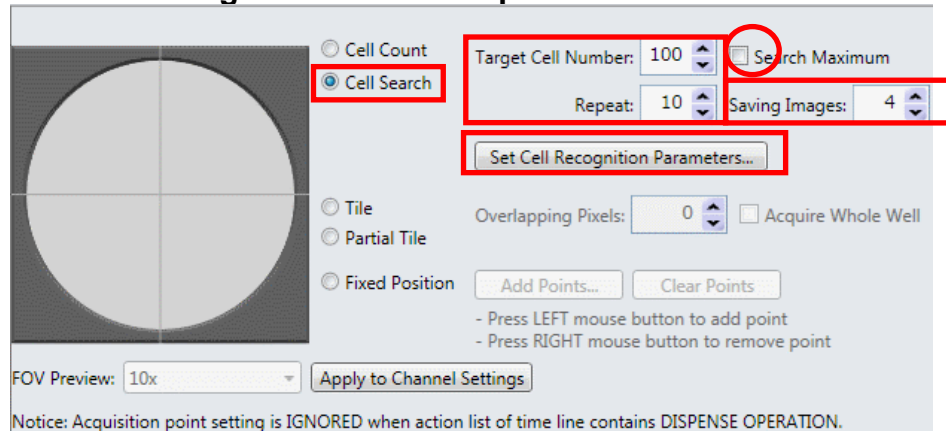 Cell Count
Target Cell Number: 100
Search Maximum
Cell Search
Repeat: 10
Saving Images: 4
Set Cell Recognition Parameters...
Tile
Overlapping Pixels: 0
Acquire Whole Well
Partial Tile
Fixed Position
Add Points...
Clear Points
- Press LEFT mouse button to add point
- Press RIGHT mouse button to remove point
FOV Preview: 10x
Apply to Channel Settings
Notice: Acquisition point setting is IGNORED when action list of time line contains DISPENSE OPERATION.